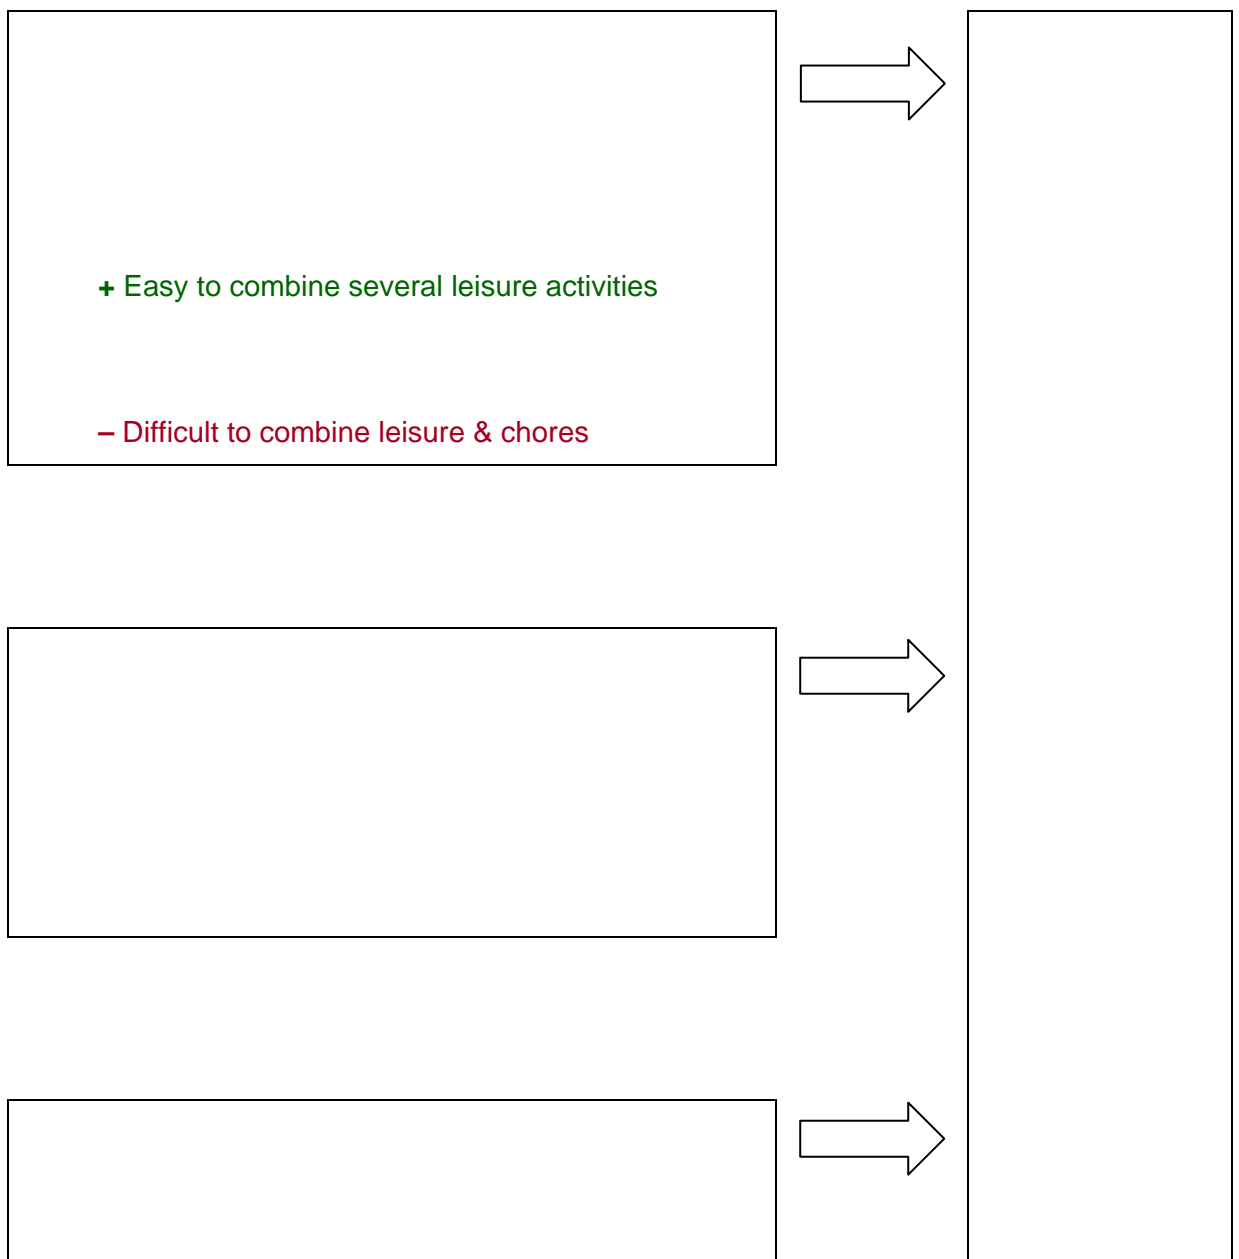 + Easy to combine several leisure activities
– Difficult to combine leisure & chores